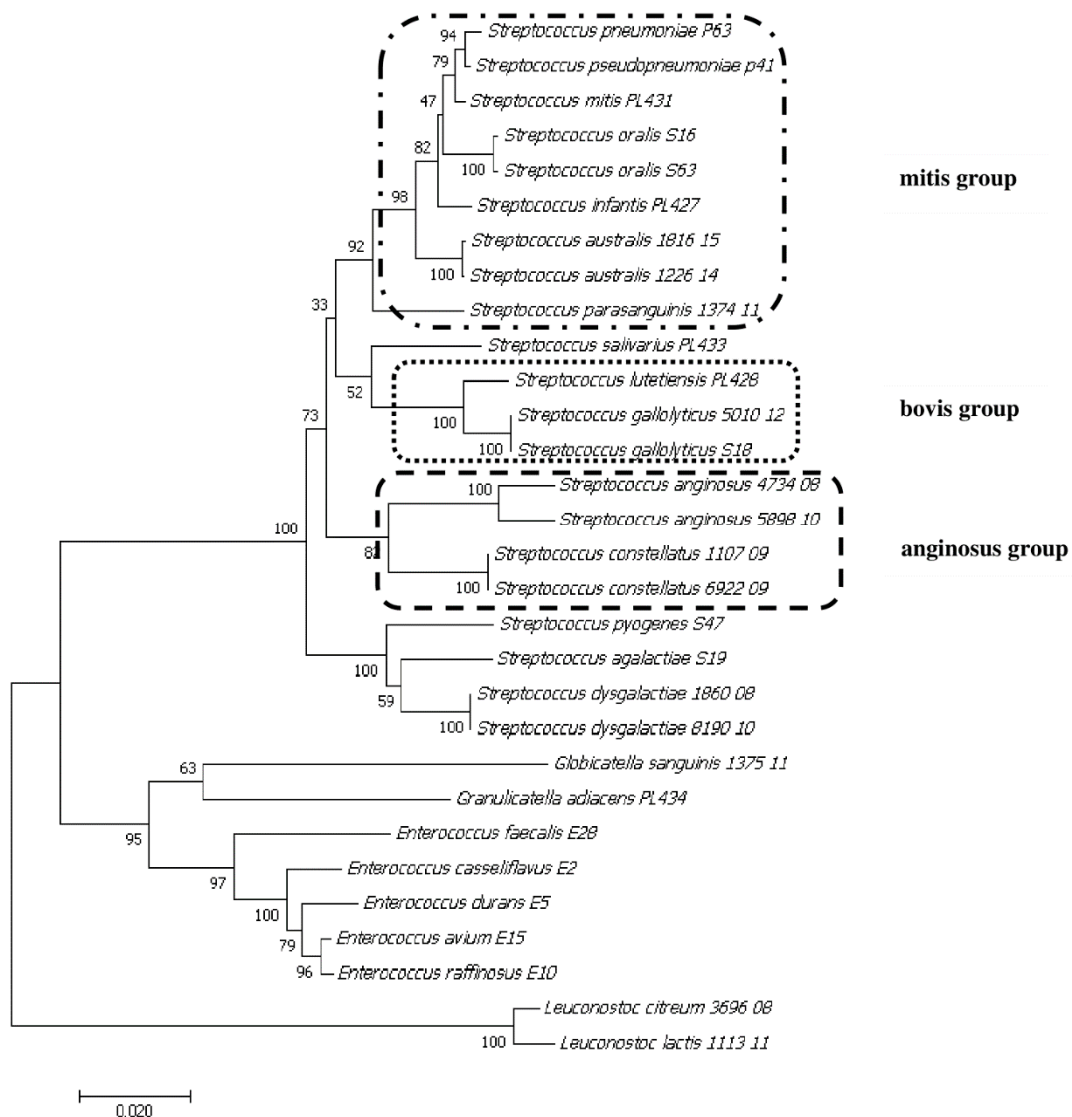 94
Streptococcus pneumoniae P63
79
Streptococcus pseudopneumoniae p41
47
Streptococcus mitis PL431
82
Streptococcus oralis S16
100
Streptococcus oralis S63
mitis group
98
Streptococcus infantis PL427
92
Streptococcus australis 1816 15
100
Streptococcus australis 1226 14
33
Streptococcus parasanguinis 1374 11
Streptococcus salivarius PL433
52
Streptococcus lutetiensis PL428
73
Streptococcus gallolyticus 5010 12
bovis group
100
100
Streptococcus gallolyticus S18
100
Streptococcus anginosus 4734 08
100
Streptococcus anginosus 5898 10
Streptococcus constellatus 1107 09
anginosus group
100
Streptococcus constellatus 6922 09
Streptococcus pyogenes S47
100
Streptococcus agalactiae S19
59
Streptococcus dysgalactiae 1860 08
100
Streptococcus dysgalactiae 8190 10
63
Globicatella sanguinis 1375 11
Granulicatella adiacens PL434
95
Enterococcus faecalis E28
97
Enterococcus casseliflavus E2
100
Enterococcus durans E5
79
Enterococcus avium E15
96
Enterococcus raffinosus E10
Leuconostoc citreum 3696 08
100
Leuconostoc lactis 1113 11
0.020